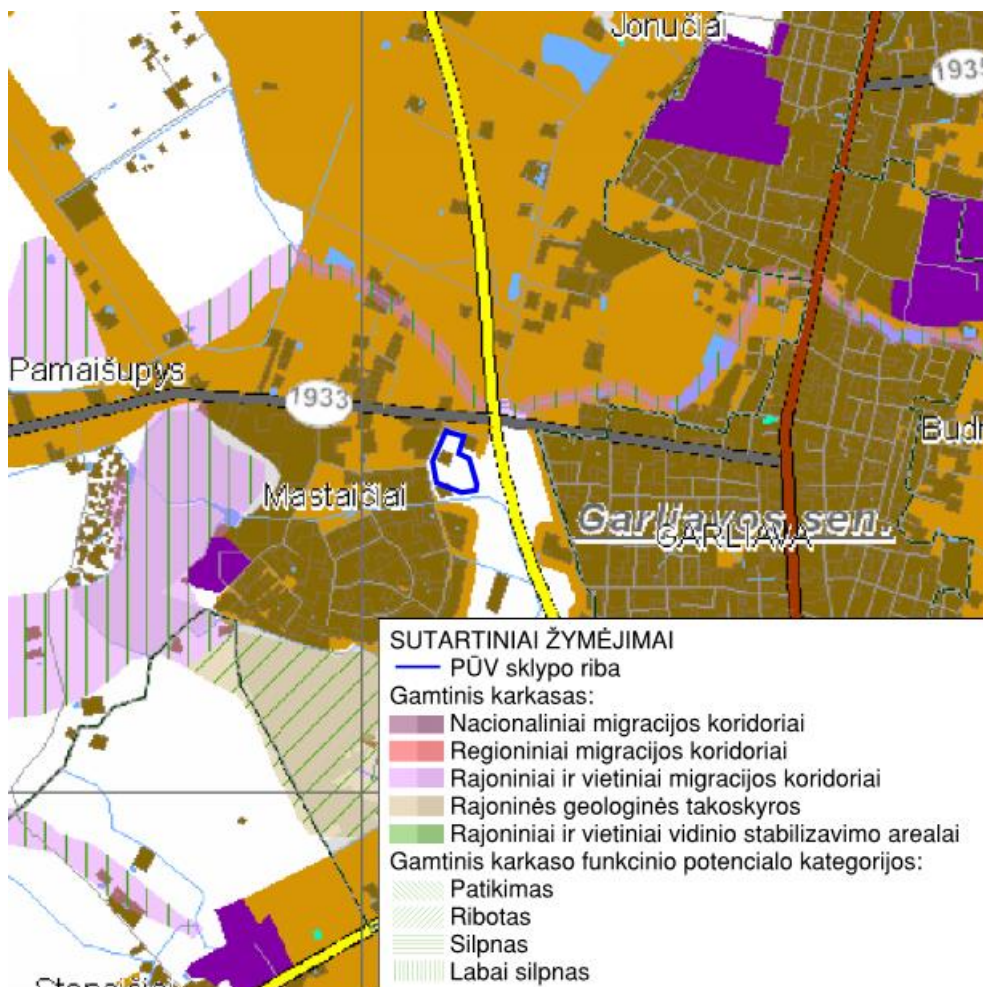 Jonučiai
1935
Pamaišupys
1933
Mastaičiai
Garliavos sen.
GARLIAVA
SUTARTINIAI ŽYMĖJIMAI
PŪV sklypo riba
Gamtinis karkasas:
Nacionaliniai migracijos koridoriai
Regioniniai migracijos koridoriai
Rajoniniai ir vietiniai migracijos koridoriai
Rajoninės geologinės takoskyros
Rajoniniai ir vietiniai vidinio stabilizavimo arealai
Gamtinis karkaso funkcinio potencialo kategorijos:
Patikimas
Ribotas
Silpnas
Labai silpnas